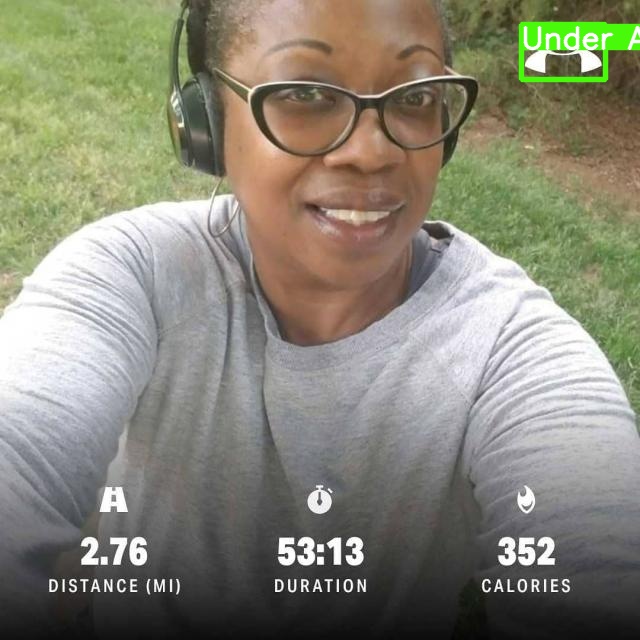 Under A
2.76
53:13
352
DISTANCE (MI)
DURATION
CALORIES